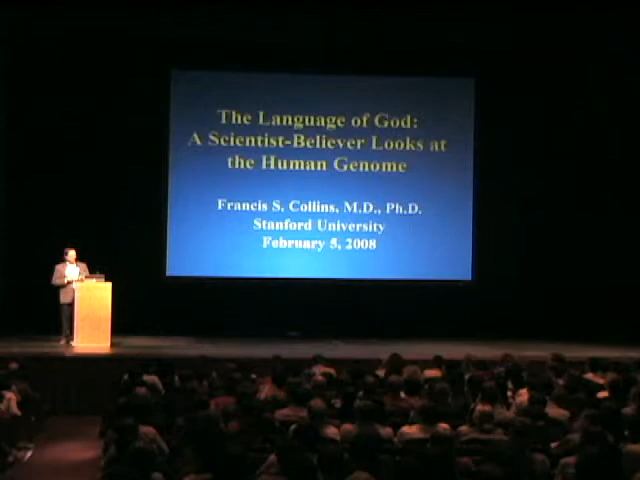 The Language of God:
A Scientist-Believer Looks at
the Human Genome
Francis S. Collins, M.D., Ph.D.
Stanford University
February 5, 2008